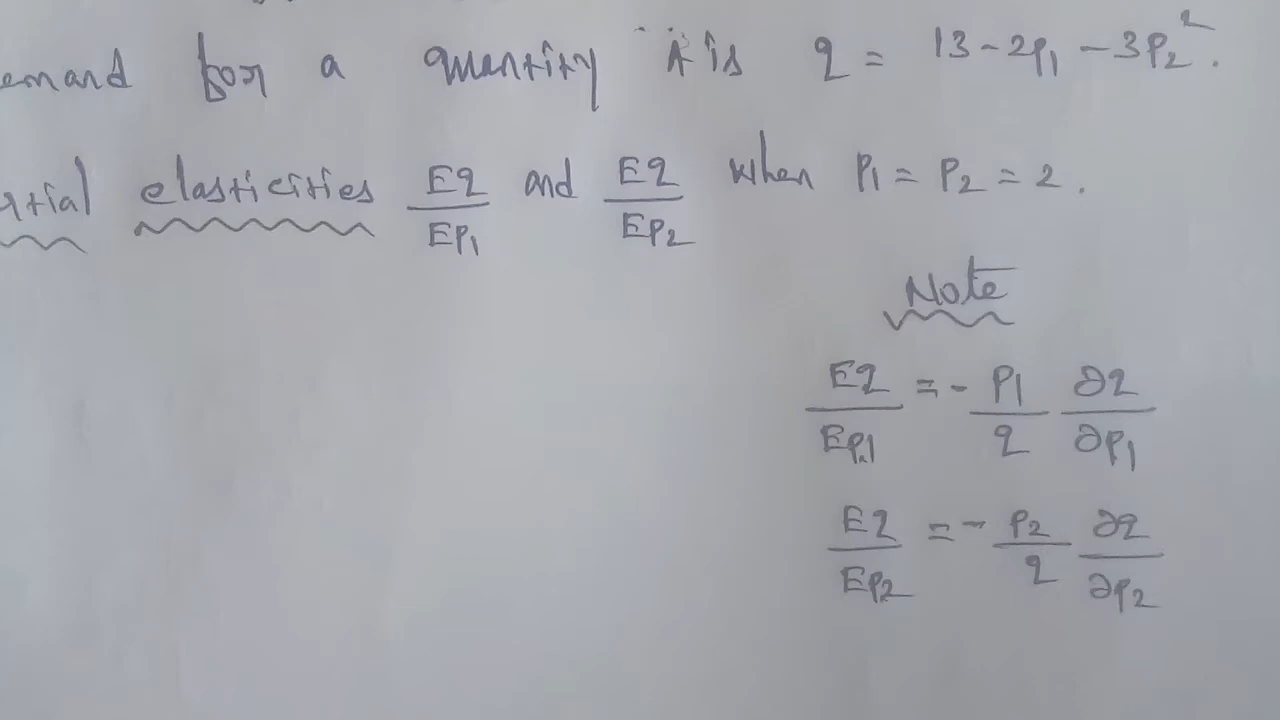 emand for a quantity A is q = 13 - 2p₁ - 3p₂².
rtial elasticities Eq/Ep₁ and Eq/Ep₂ when P₁ = P₂ = 2.
Note
Eq/Ep₁ = - P₁/q ∂q/∂p₁
Eq/Ep₂ = - P₂/q ∂q/∂p₂